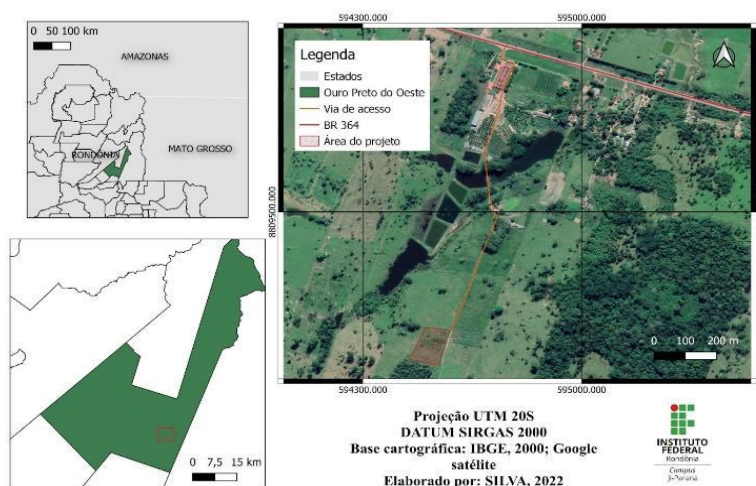 0 50 100 km
AMAZONAS
RONDÔNIA
MATO GROSSO
594300.000
595000.000
Legenda
Estados
Ouro Preto do Oeste
Via de acesso
BR 364
Área do projeto
8809500.000
0 100 200 m
594300.000
595000.000
0 7,5 15 km
Projeção UTM 20S
DATUM SIRGAS 2000
Base cartográfica: IBGE, 2000; Google
satélite
Elaborado por: SILVA, 2022
INSTITUTO
FEDERAL
Rondônia
Campus
Ji-Paraná